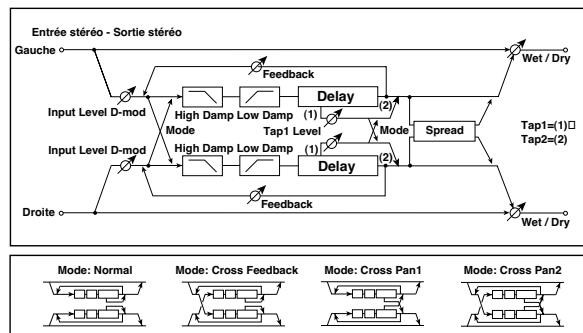 Entrée stéréo - Sortie stéréo
Gauche
Wet / Dry
Feedback
Input Level D-mod
High Damp Low Damp
Delay
(1)
(2)
Mode
Tap1 Level
Mode
Spread
Tap1=(1)□
Tap2=(2)
Input Level D-mod
High Damp Low Damp
(1)
Delay
(2)
Feedback
Droite
Wet / Dry
Mode: Normal
Mode: Cross Feedback
Mode: Cross Pan1
Mode: Cross Pan2